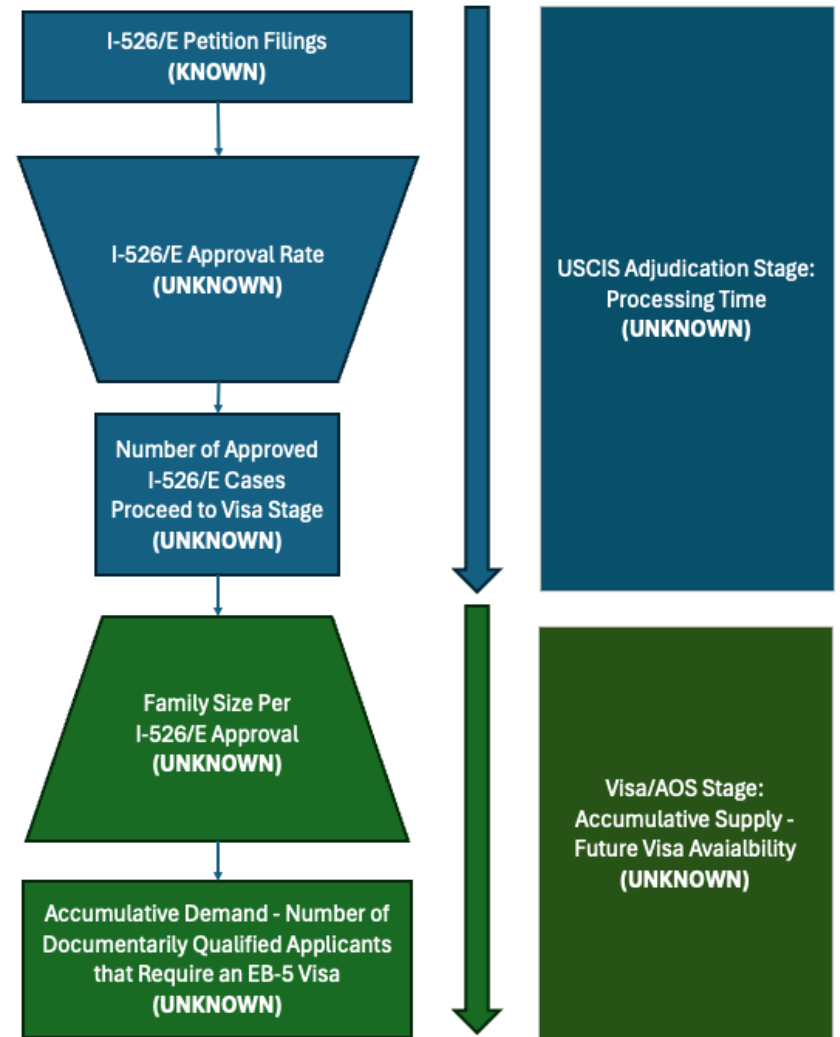 I-526/E Petition Filings
(KNOWN)
I-526/E Approval Rate
(UNKNOWN)
Number of Approved
I-526/E Cases
Proceed to Visa Stage
(UNKNOWN)
Family Size Per
I-526/E Approval
(UNKNOWN)
Accumulative Demand - Number of
Documentarily Qualified Applicants
that Require an EB-5 Visa
(UNKNOWN)
USCIS Adjudication Stage:
Processing Time
(UNKNOWN)
Visa/AOS Stage:
Accumulative Supply -
Future Visa Avaialbility
(UNKNOWN)